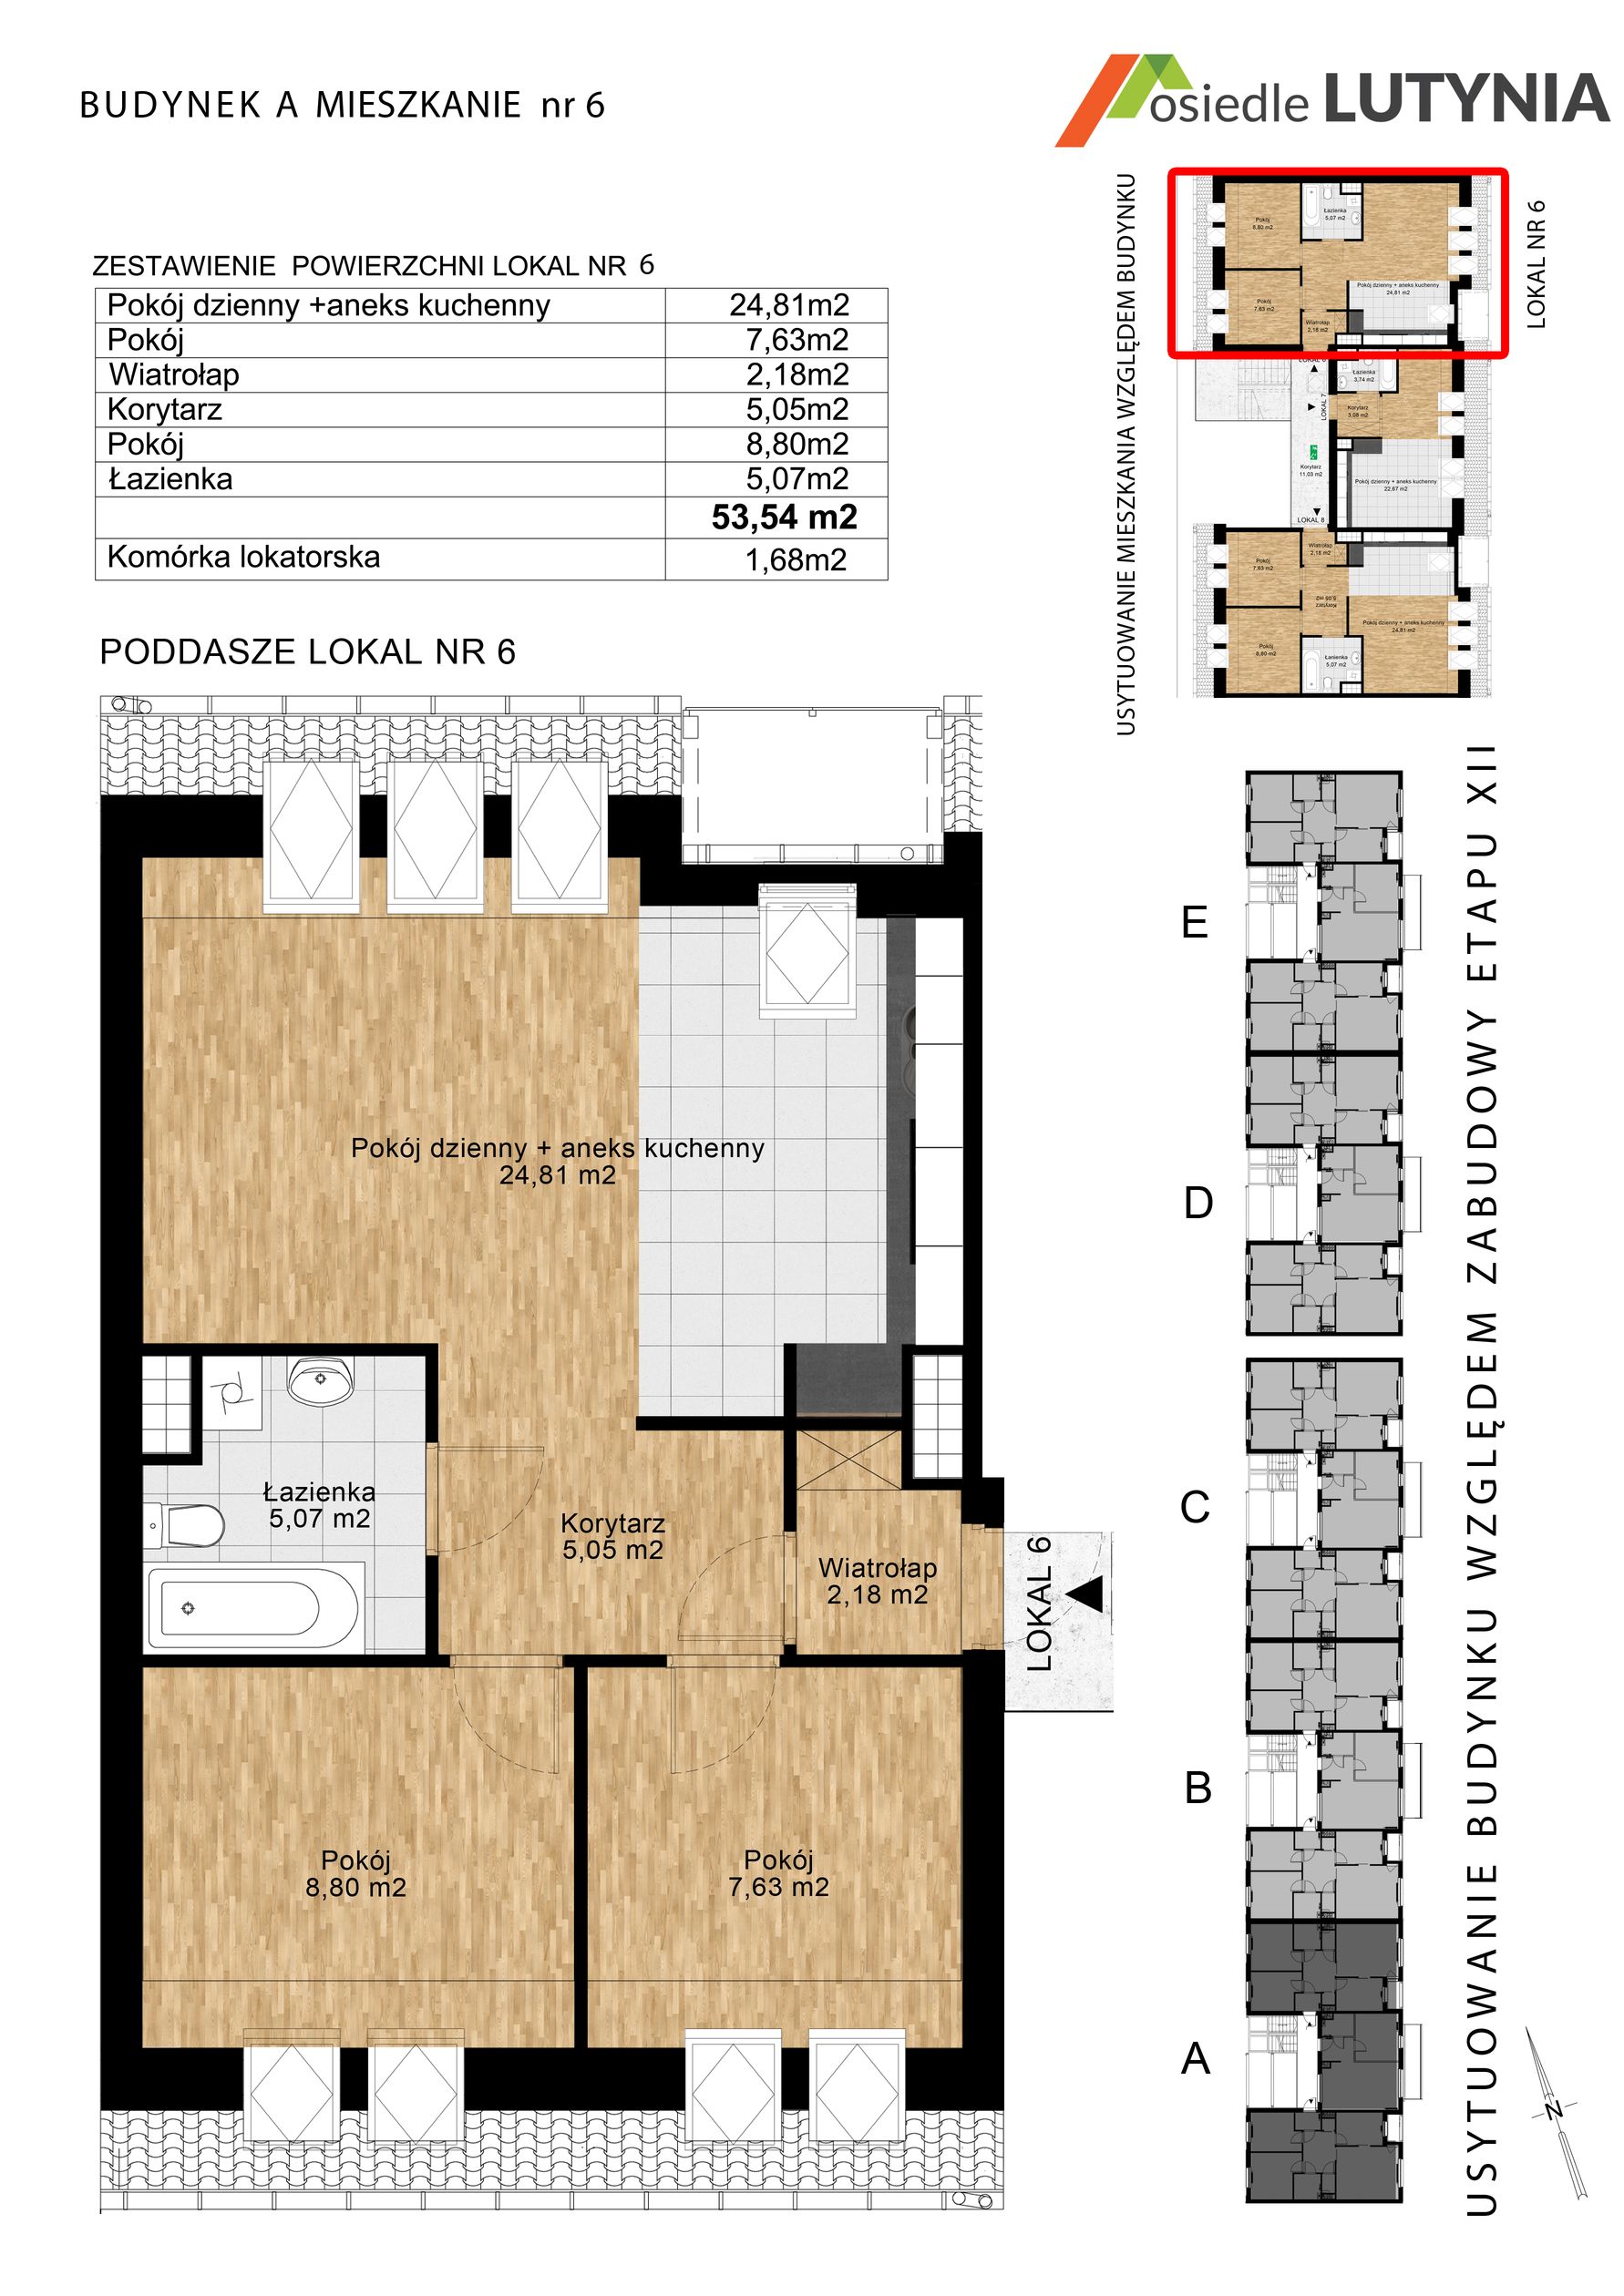 BUDYNEK A MIESZKANIE nr 6
osiedle LUTYNIA
ZESTAWIENIE POWIERZCHNI LOKAL NR 6
Pokój dzienny +aneks kuchenny 24,81m2
Pokój 7,63m2
Wiatrołap 2,18m2
Korytarz 5,05m2
Pokój 8,80m2
Łazienka 5,07m2
53,54 m2
Komórka lokatorska 1,68m2
PODDASZE LOKAL NR 6
Pokój dzienny + aneks kuchenny
24,81 m2
Łazienka
5,07 m2
Korytarz
5,05 m2
Wiatrołap
2,18 m2
LOKAL 6
Pokój
8,80 m2
Pokój
7,63 m2
USYTUOWANIE MIESZKANIA WZGLĘDEM BUDYNKU
LOKAL NR 6
Pokój
8,80 m2
Łazienka
5,07 m2
Pokój dzienny + aneks kuchenny
24,81 m2
Pokój
7,63 m2
Wiatrołap
2,18 m2
Łazienka
3,74 m2
LOKAL 7
Korytarz
3,08 m2
Korytarz
11,03 m2
Pokój dzienny + aneks kuchenny
22,67 m2
LOKAL 8
Wiatrołap
2,18 m2
Pokój
7,63 m2
Korytarz
5,05 m2
Pokój dzienny + aneks kuchenny
24,81 m2
Pokój
8,80 m2
Łanienka
5,07 m2
E
D
C
B
A
USYTUOWANIE BUDYNKU WZGLĘDEM ZABUDOWY ETAPU XII
N